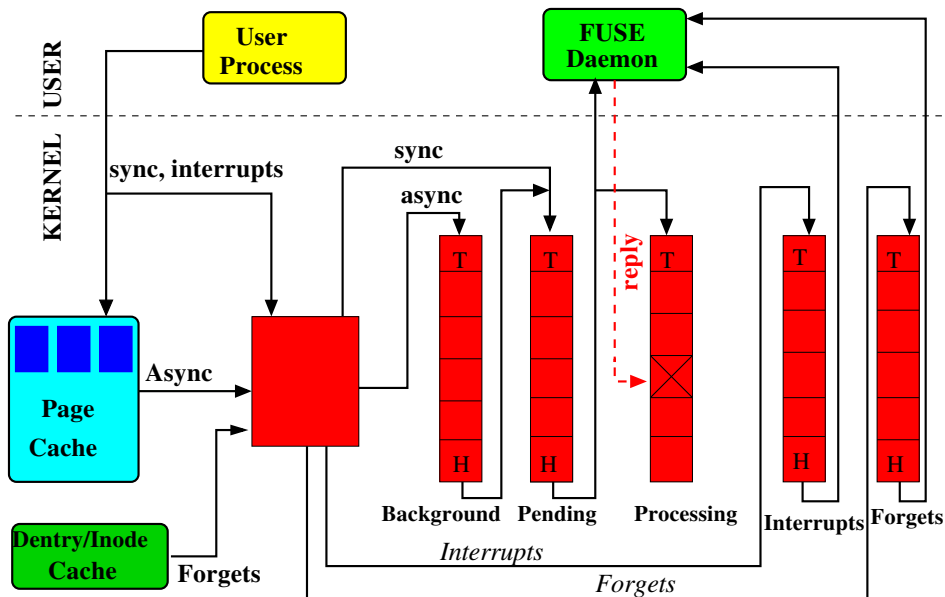 User
Process
FUSE
Daemon
USER
KERNEL
sync, interrupts
sync
async
reply
T
T
T
T
T
Async
Page
Cache
H
H
H
H
Background
Pending
Processing
Interrupts
Forgets
Dentry/Inode
Cache
Forgets
Interrupts
Forgets